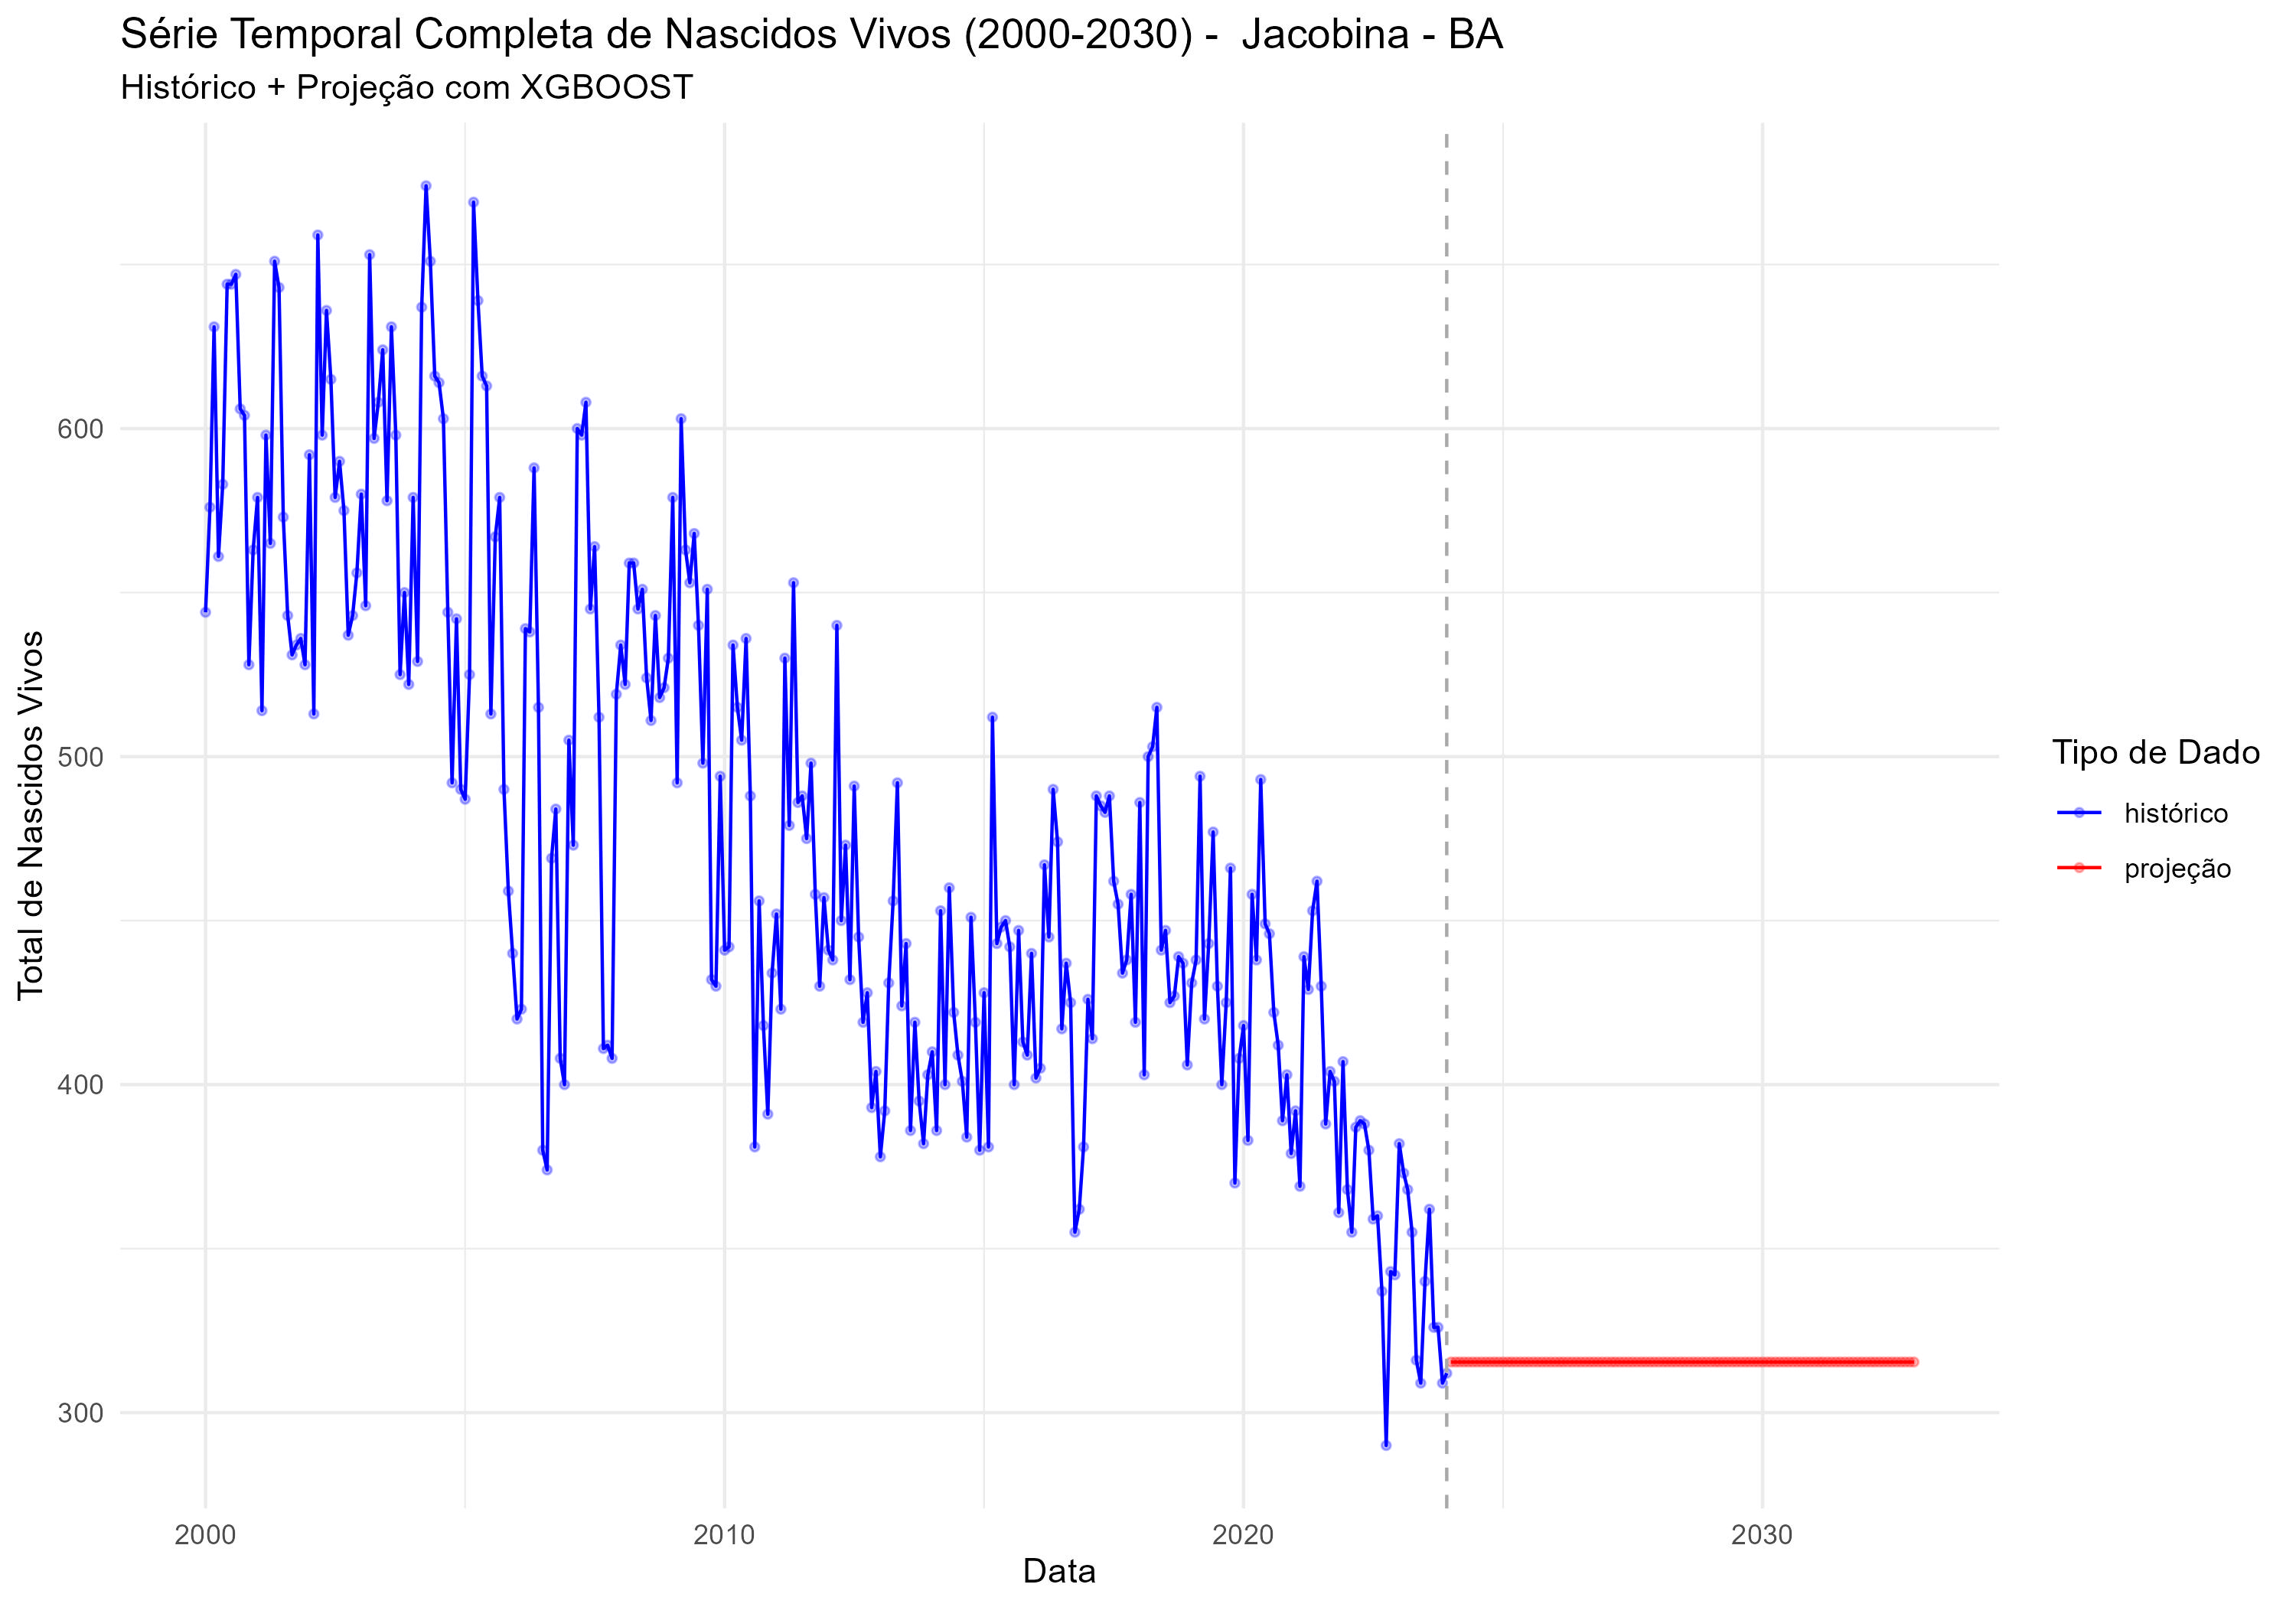 Série Temporal Completa de Nascidos Vivos (2000-2030) -  Jacobina - BA
Histórico + Projeção com XGBOOST
Total de Nascidos Vivos
600
500
400
300
2000
2010
2020
2030
Data
Tipo de Dado
histórico
projeção